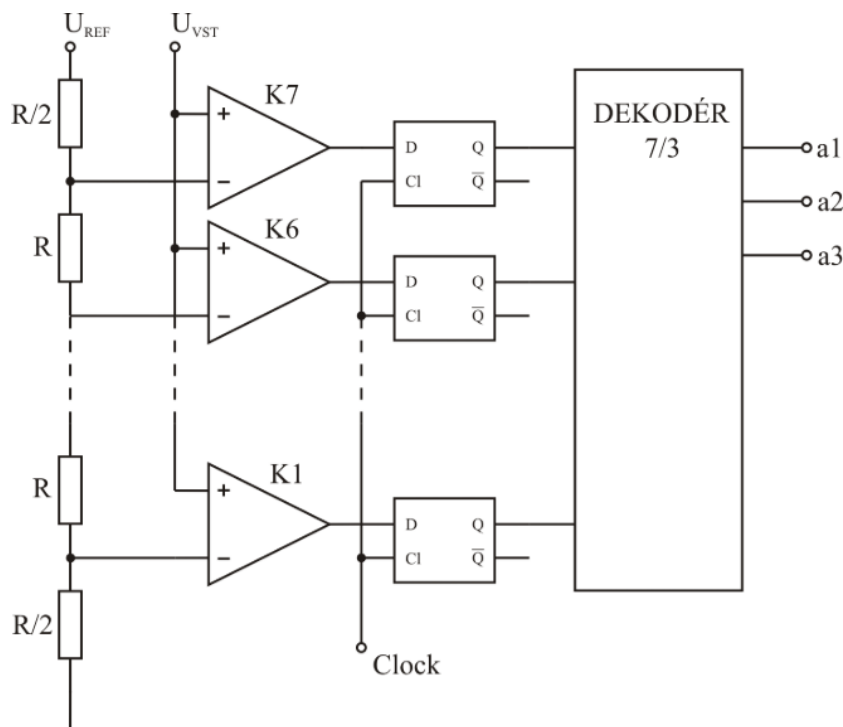 U_REF
U_VST
R/2
+
K7
−
D Q
Cl Q̅
DEKODÉR
7/3
a1
a2
a3
R
+
K6
−
D Q
Cl Q̅
R
+
K1
−
D Q
Cl Q̅
R/2
Clock